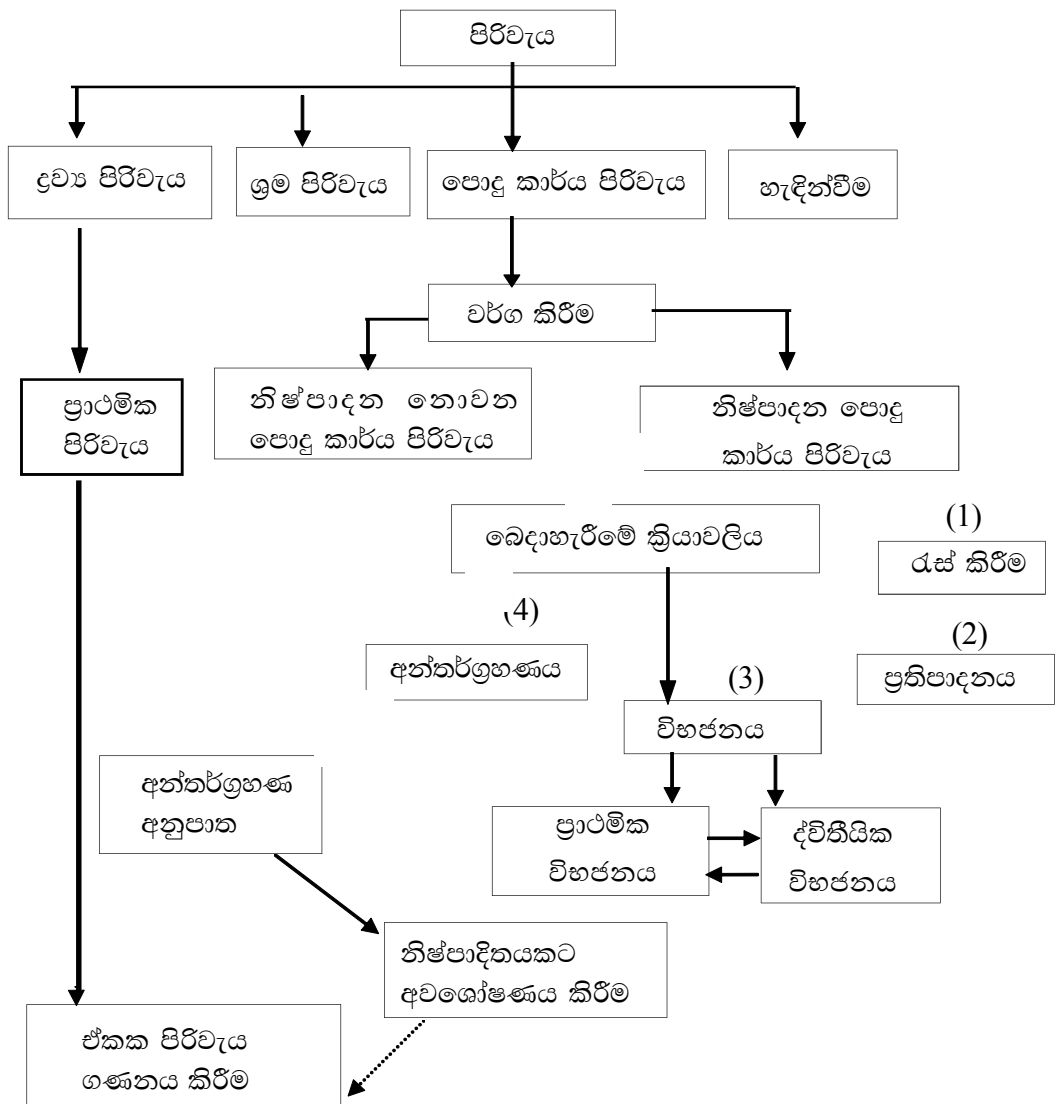 පිරිවැය
ද්‍රව්‍ය පිරිවැය
ශ්‍රම පිරිවැය
පොදු කාර්ය පිරිවැය
හැඳින්වීම
වර්ග කිරීම
ප්‍රාථමික
පිරිවැය
නිෂ්පාදන නොවන
පොදු කාර්ය පිරිවැය
නිෂ්පාදන පොදු
කාර්ය පිරිවැය
බෙදාහැරීමේ ක්‍රියාවලිය
(1)
රැස් කිරීම
(4)
අන්තර්ග්‍රහණය
(2)
ප්‍රතිපාදනය
(3)
විභජනය
අන්තර්ග්‍රහණ
අනුපාත
ප්‍රාථමික
විභජනය
ද්විතීයික
විභජනය
නිෂ්පාදිතයකට
අවශෝෂණය කිරීම
ඒකක පිරිවැය
ගණනය කිරීම